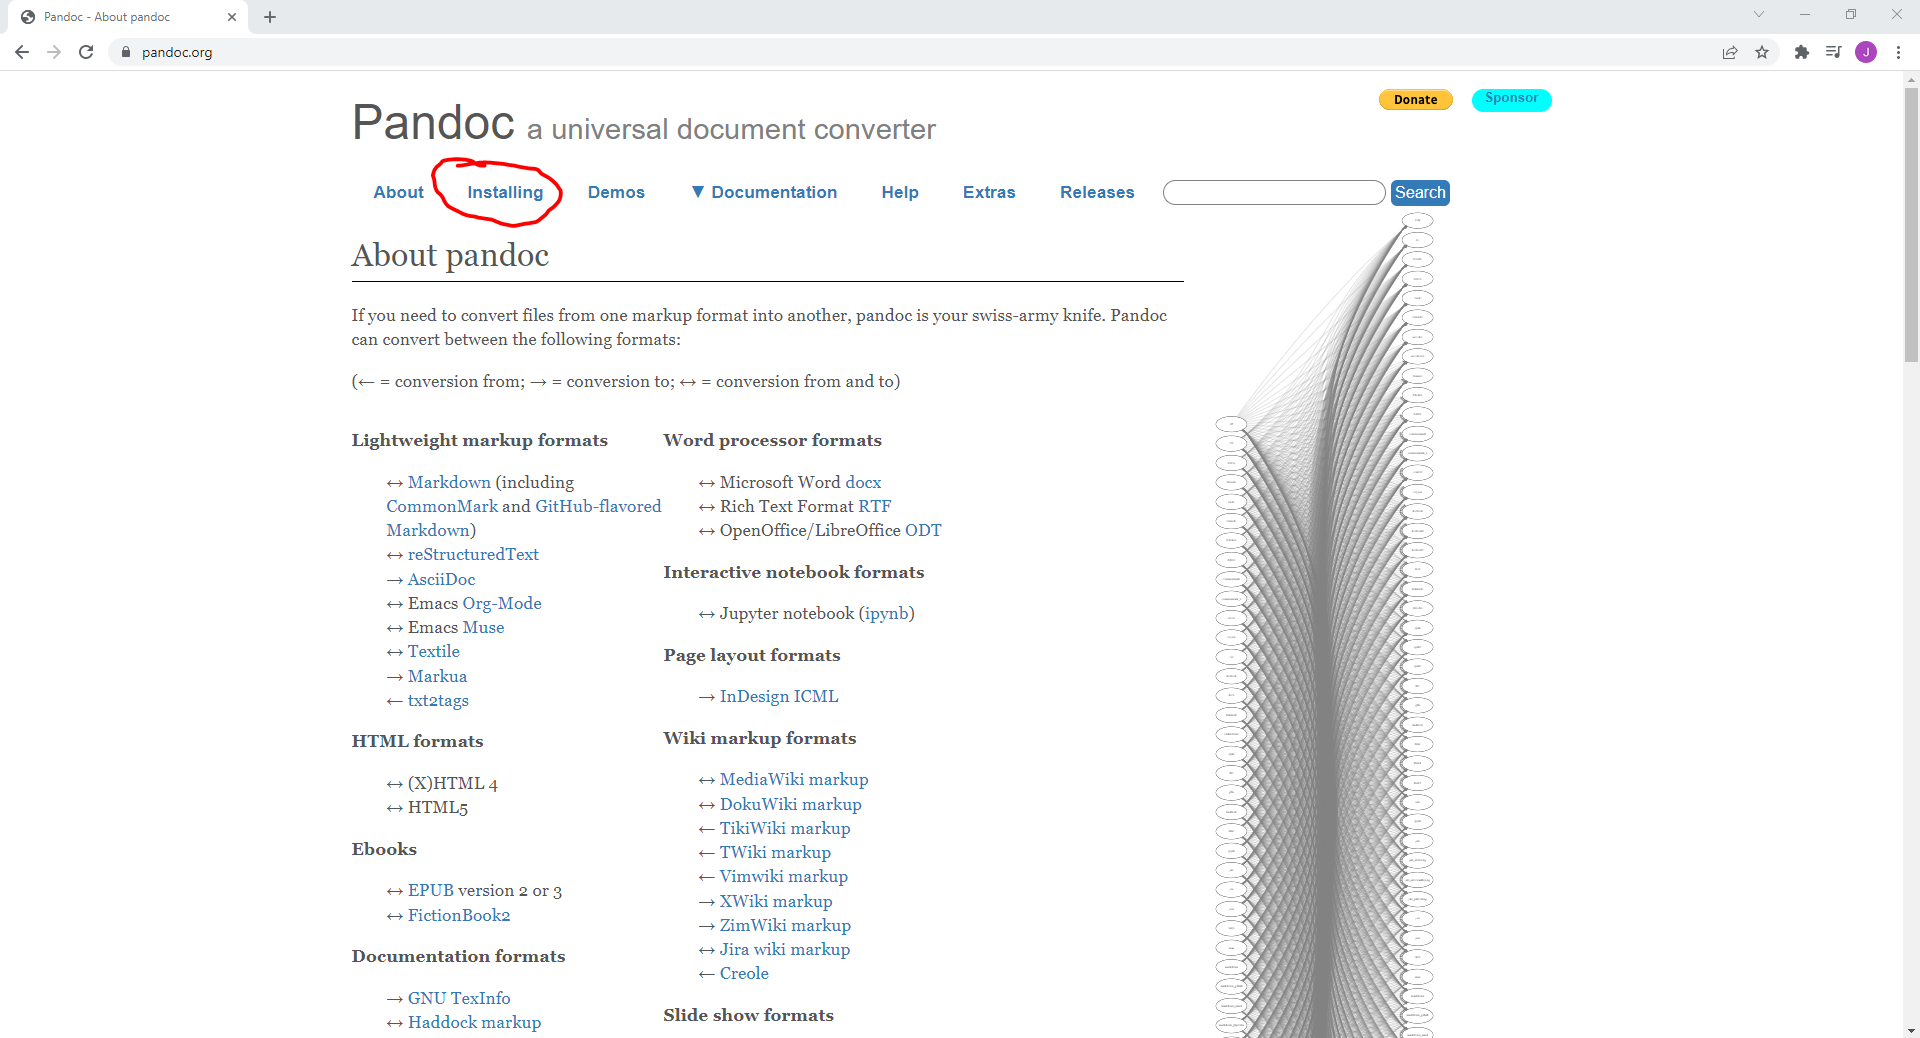 Pandoc - About pandoc
pandoc.org
J
Donate
Sponsor
Pandoc a universal document converter
About Installing Demos ▼ Documentation Help Extras Releases Search
About pandoc
If you need to convert files from one markup format into another, pandoc is your swiss-army knife. Pandoc
can convert between the following formats:
(← = conversion from; → = conversion to; ↔ = conversion from and to)
Lightweight markup formats
↔ Markdown (including
CommonMark and GitHub-flavored
Markdown)
↔ reStructuredText
→ AsciiDoc
↔ Emacs Org-Mode
↔ Emacs Muse
↔ Textile
→ Markua
← txt2tags
HTML formats
↔ (X)HTML 4
↔ HTML5
Ebooks
↔ EPUB version 2 or 3
↔ FictionBook2
Documentation formats
→ GNU TexInfo
↔ Haddock markup
Word processor formats
↔ Microsoft Word docx
↔ Rich Text Format RTF
↔ OpenOffice/LibreOffice ODT
Interactive notebook formats
↔ Jupyter notebook (ipynb)
Page layout formats
→ InDesign ICML
Wiki markup formats
↔ MediaWiki markup
↔ DokuWiki markup
← TikiWiki markup
← TWiki markup
← Vimwiki markup
→ XWiki markup
→ ZimWiki markup
↔ Jira wiki markup
← Creole
Slide show formats